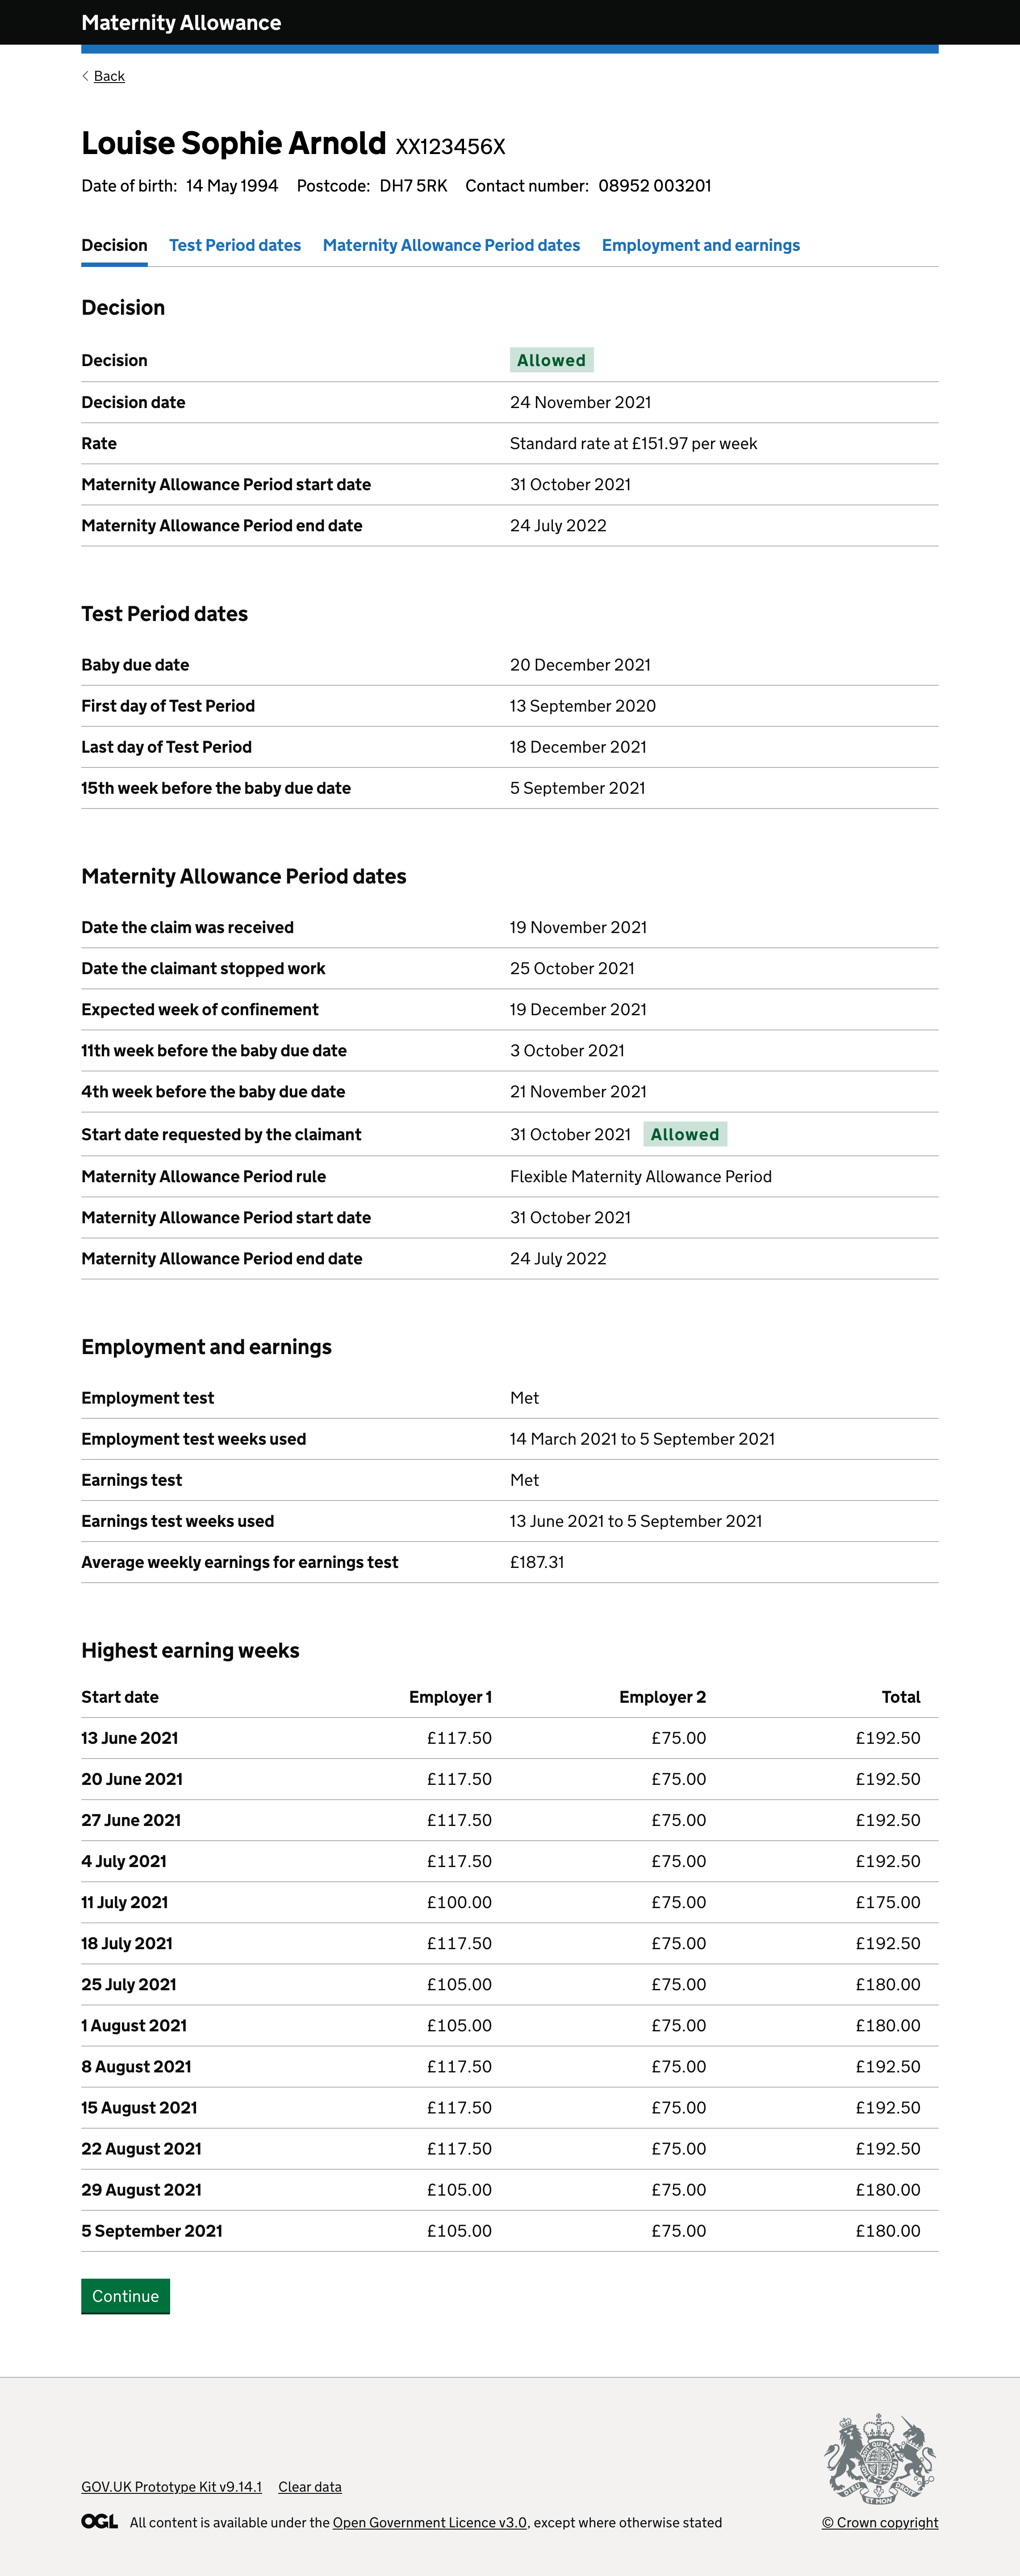 Maternity Allowance
Back
Louise Sophie Arnold XX123456X
Date of birth: 14 May 1994 Postcode: DH7 5RK Contact number: 08952 003201
Decision Test Period dates Maternity Allowance Period dates Employment and earnings
Decision
Decision Allowed
Decision date 24 November 2021
Rate Standard rate at £151.97 per week
Maternity Allowance Period start date 31 October 2021
Maternity Allowance Period end date 24 July 2022
Test Period dates
Baby due date 20 December 2021
First day of Test Period 13 September 2020
Last day of Test Period 18 December 2021
15th week before the baby due date 5 September 2021
Maternity Allowance Period dates
Date the claim was received 19 November 2021
Date the claimant stopped work 25 October 2021
Expected week of confinement 19 December 2021
11th week before the baby due date 3 October 2021
4th week before the baby due date 21 November 2021
Start date requested by the claimant 31 October 2021 Allowed
Maternity Allowance Period rule Flexible Maternity Allowance Period
Maternity Allowance Period start date 31 October 2021
Maternity Allowance Period end date 24 July 2022
Employment and earnings
Employment test Met
Employment test weeks used 14 March 2021 to 5 September 2021
Earnings test Met
Earnings test weeks used 13 June 2021 to 5 September 2021
Average weekly earnings for earnings test £187.31
Highest earning weeks
Start date Employer 1 Employer 2 Total
13 June 2021 £117.50 £75.00 £192.50
20 June 2021 £117.50 £75.00 £192.50
27 June 2021 £117.50 £75.00 £192.50
4 July 2021 £117.50 £75.00 £192.50
11 July 2021 £100.00 £75.00 £175.00
18 July 2021 £117.50 £75.00 £192.50
25 July 2021 £105.00 £75.00 £180.00
1 August 2021 £105.00 £75.00 £180.00
8 August 2021 £117.50 £75.00 £192.50
15 August 2021 £117.50 £75.00 £192.50
22 August 2021 £117.50 £75.00 £192.50
29 August 2021 £105.00 £75.00 £180.00
5 September 2021 £105.00 £75.00 £180.00
Continue
GOV.UK Prototype Kit v9.14.1 Clear data
OGL All content is available under the Open Government Licence v3.0, except where otherwise stated
DIEU ET MON DROIT
© Crown copyright